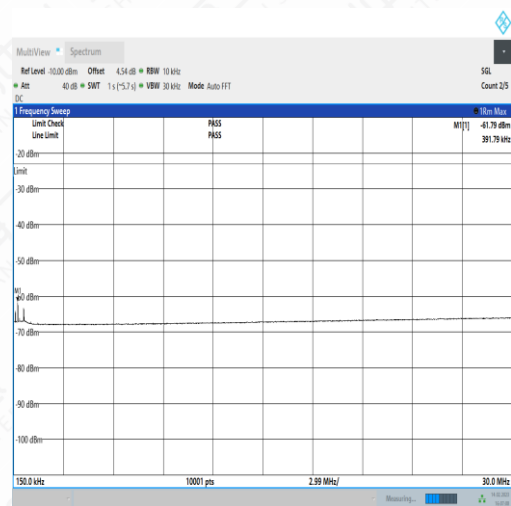 MultiView Spectrum
Ref Level -10.00 dBm Offset 4.54 dB RBW 10 kHz SGL
Att 40 dB SWT 1 s (~5.7 s) VBW 30 kHz Mode Auto FFT Count 2/5
DC
1 Frequency Sweep 1Rm Max
Limit Check PASS M1[1] -61.79 dBm
Line Limit PASS 391.79 kHz
-20 dBm
Limit
-30 dBm
-40 dBm
-50 dBm
M1
-60 dBm
-70 dBm
-80 dBm
-90 dBm
-100 dBm
150.0 kHz 10001 pts 2.99 MHz/ 30.0 MHz
Measuring...